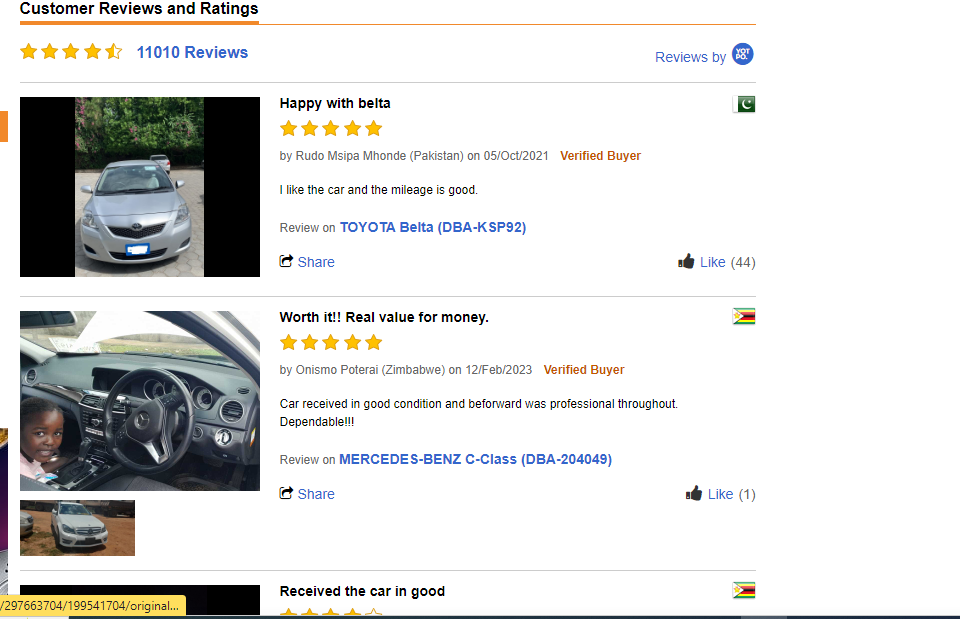 Customer Reviews and Ratings
11010 Reviews
Reviews by YOTPO.
Happy with belta
by Rudo Msipa Mhonde (Pakistan) on 05/Oct/2021 Verified Buyer
I like the car and the mileage is good.
Review on TOYOTA Belta (DBA-KSP92)
Share
Like (44)
Worth it!! Real value for money.
by Onismo Poterai (Zimbabwe) on 12/Feb/2023 Verified Buyer
Car received in good condition and beforward was professional throughout.
Dependable!!!
Review on MERCEDES-BENZ C-Class (DBA-204049)
Share
Like (1)
Received the car in good
/297663704/199541704/original...